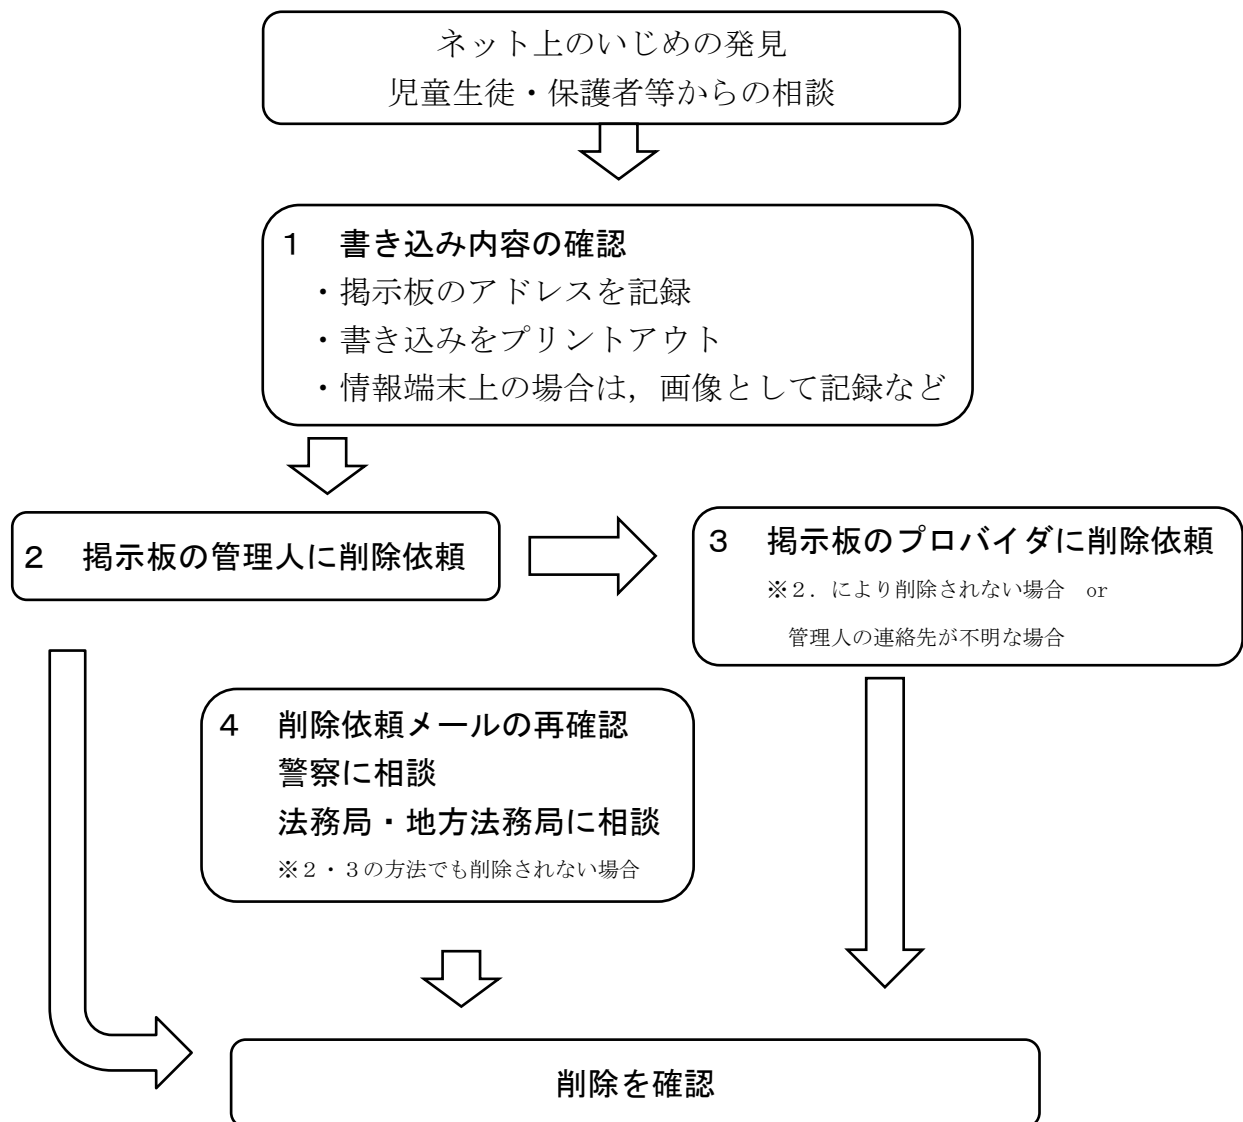 ネット上のいじめの発見
児童生徒・保護者等からの相談
１　書き込み内容の確認
・掲示板のアドレスを記録
・書き込みをプリントアウト
・情報端末上の場合は，画像として記録など
２　掲示板の管理人に削除依頼
３　掲示板のプロバイダに削除依頼
※２．により削除されない場合　or
管理人の連絡先が不明な場合
４　削除依頼メールの再確認
警察に相談
法務局・地方法務局に相談
※２・３の方法でも削除されない場合
削除を確認